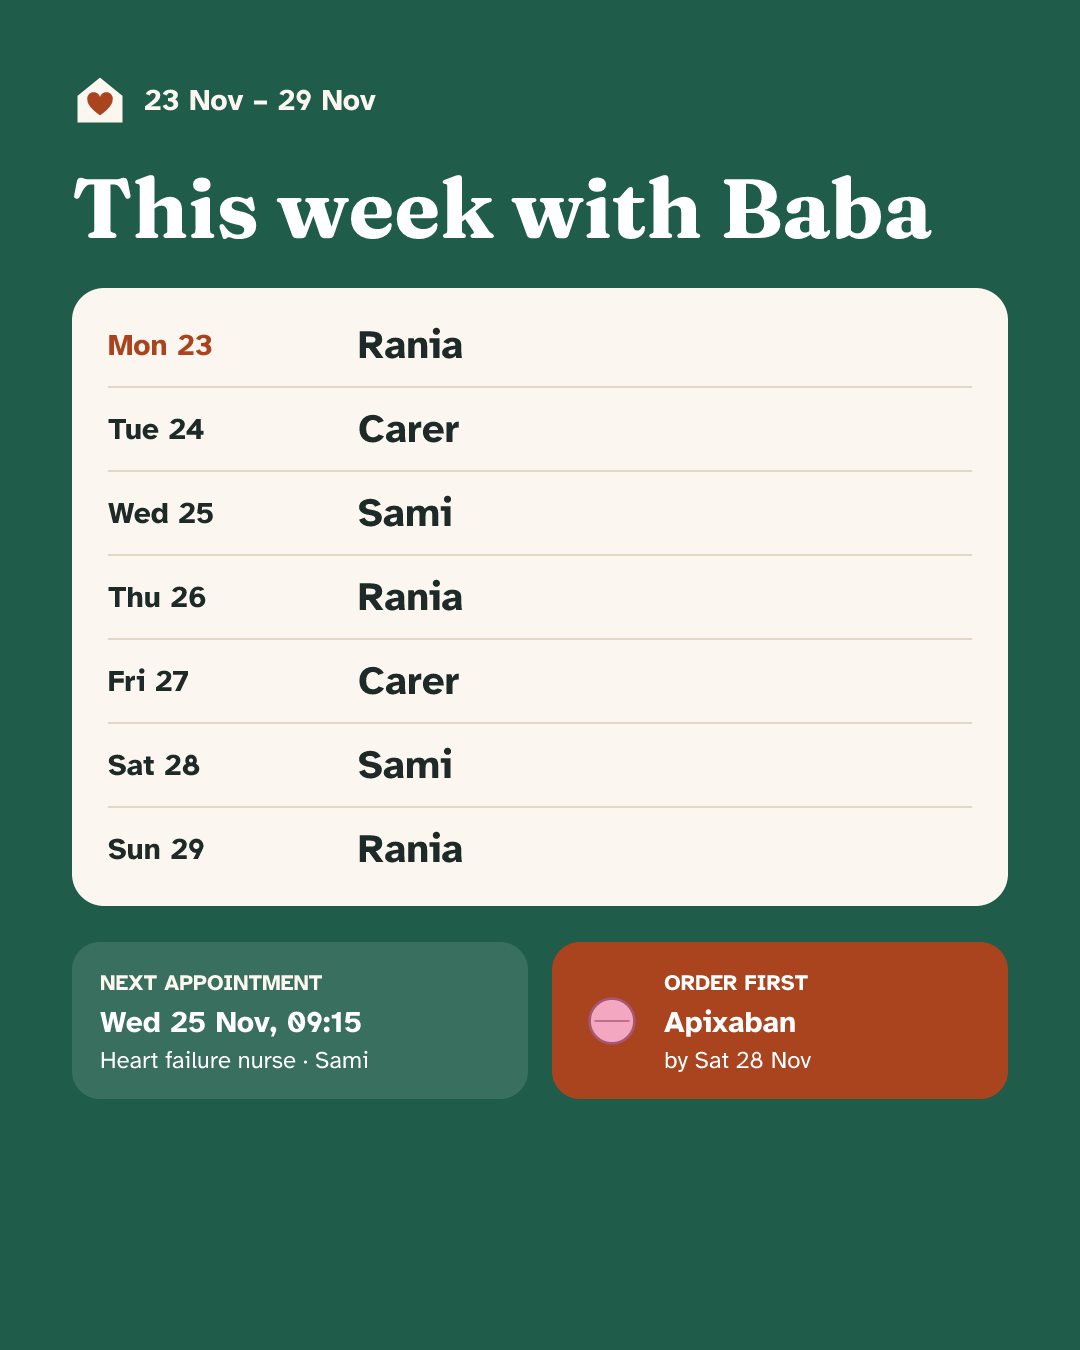 23 Nov – 29 Nov
This week with Baba
Mon 23 Rania
Tue 24 Carer
Wed 25 Sami
Thu 26 Rania
Fri 27 Carer
Sat 28 Sami
Sun 29 Rania
NEXT APPOINTMENT
Wed 25 Nov, 09:15
Heart failure nurse · Sami
ORDER FIRST
Apixaban
by Sat 28 Nov